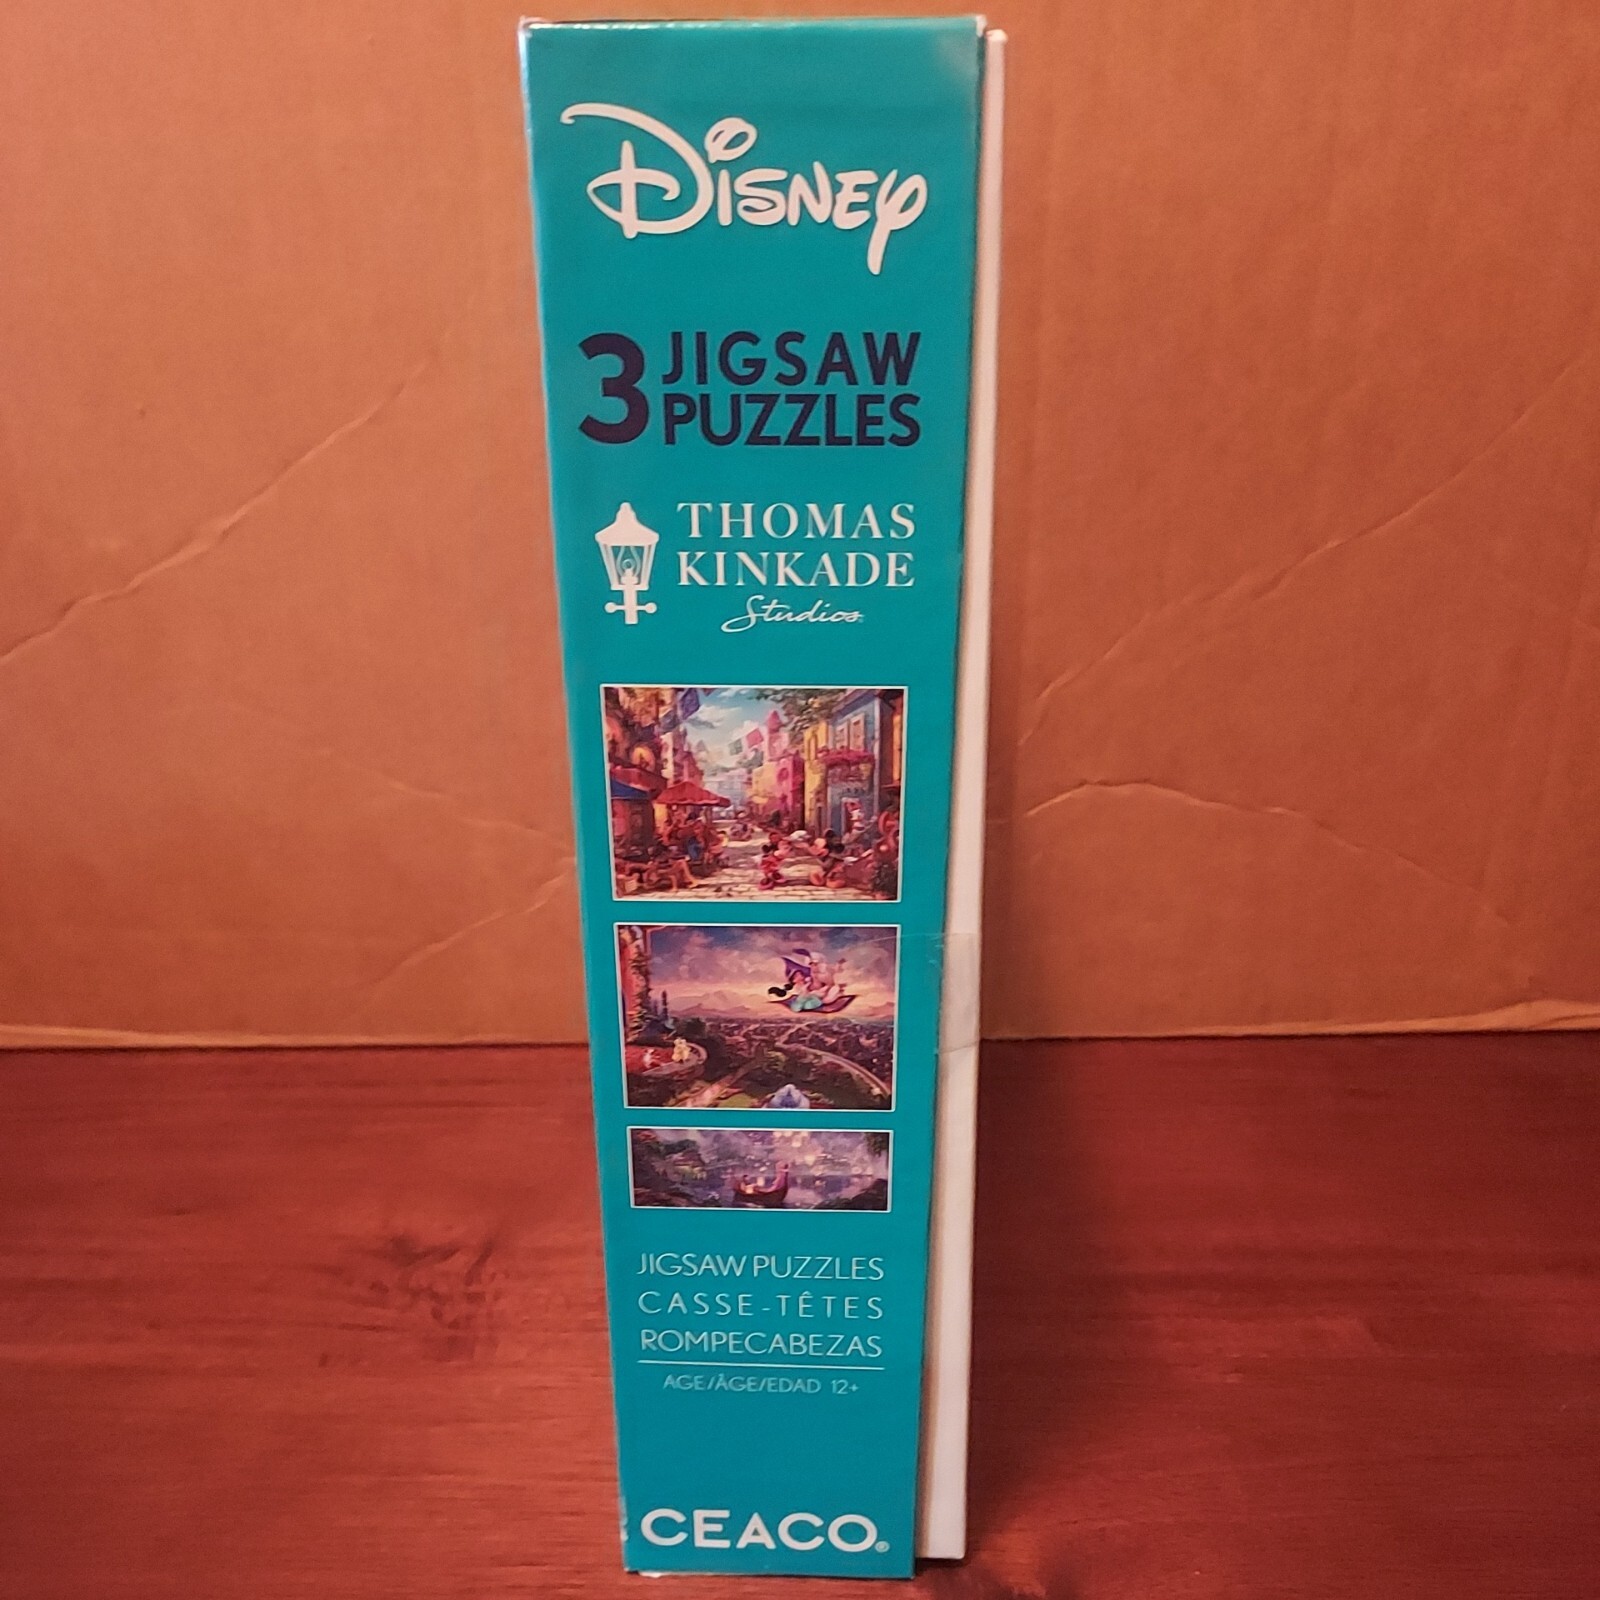 DISNEY
3 JIGSAW
PUZZLES
THOMAS
KINKADE
Studios
JIGSAW PUZZLES
CASSE-TÊTES
ROMPECABEZAS
AGE/ÂGE/EDAD 12+
CEACO®